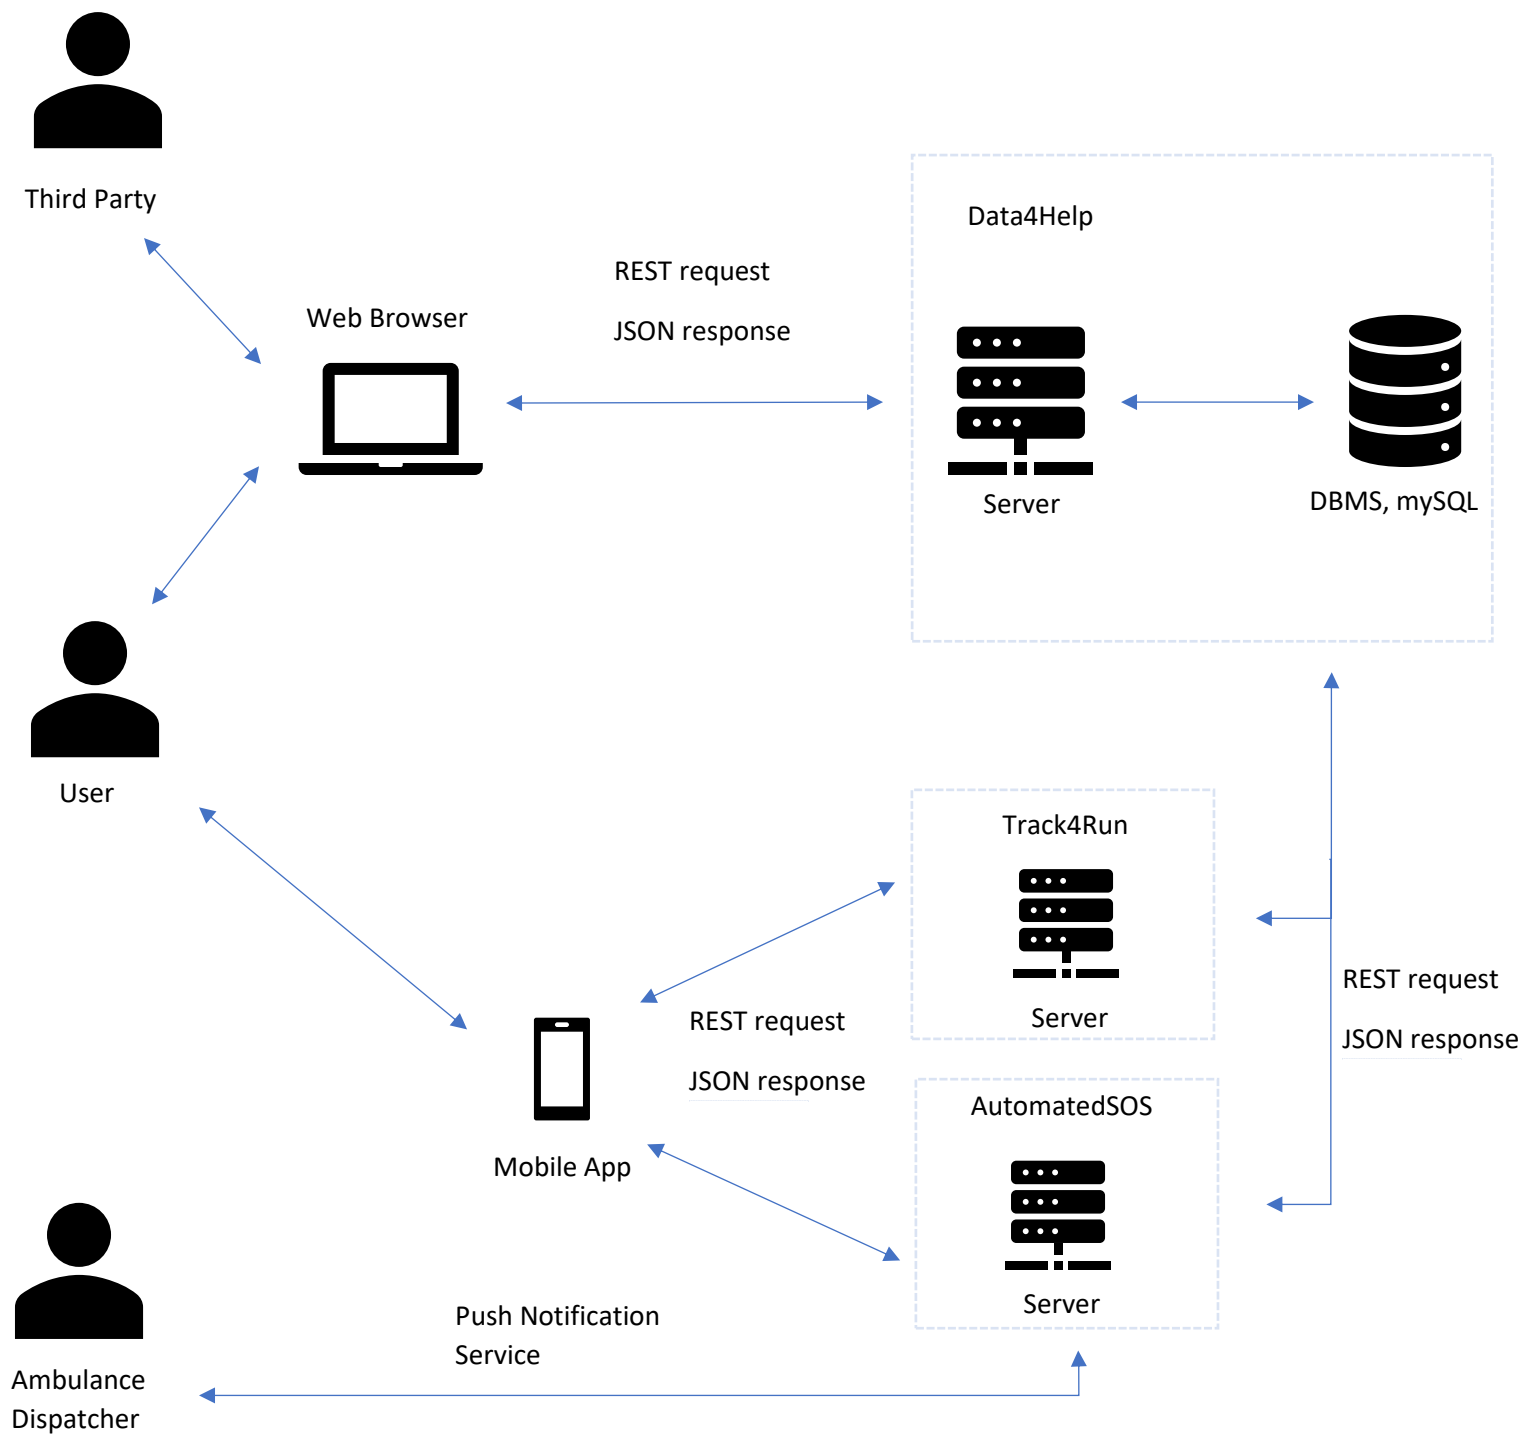 Third Party
Data4Help
REST request
Web Browser
JSON response
Server
DBMS, mySQL
User
Track4Run
REST request
Server
REST request
JSON response
JSON response
AutomatedSOS
Mobile App
Server
Push Notification
Service
Ambulance
Dispatcher